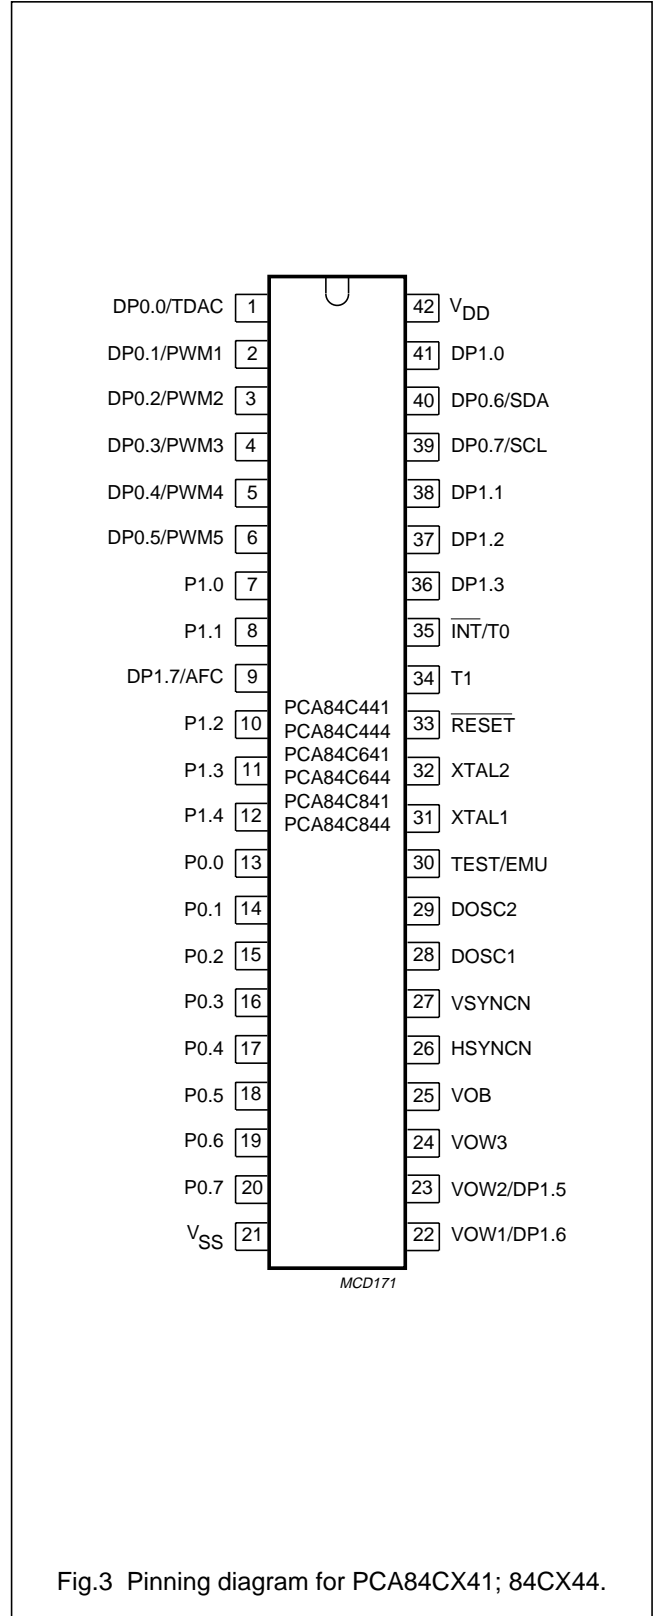 DP0.0/TDAC 1 42 VDD
DP0.1/PWM1 2 41 DP1.0
DP0.2/PWM2 3 40 DP0.6/SDA
DP0.3/PWM3 4 39 DP0.7/SCL
DP0.4/PWM4 5 38 DP1.1
DP0.5/PWM5 6 37 DP1.2
P1.0 7 36 DP1.3
P1.1 8 35 INT/T0
DP1.7/AFC 9 34 T1
PCA84C441
P1.2 10 33 RESET
PCA84C444
PCA84C641
P1.3 11 32 XTAL2
PCA84C644
PCA84C841
P1.4 12 31 XTAL1
PCA84C844
P0.0 13 30 TEST/EMU
P0.1 14 29 DOSC2
P0.2 15 28 DOSC1
P0.3 16 27 VSYNCN
P0.4 17 26 HSYNCN
P0.5 18 25 VOB
P0.6 19 24 VOW3
P0.7 20 23 VOW2/DP1.5
VSS 21 22 VOW1/DP1.6
MCD171
Fig.3 Pinning diagram for PCA84CX41; 84CX44.